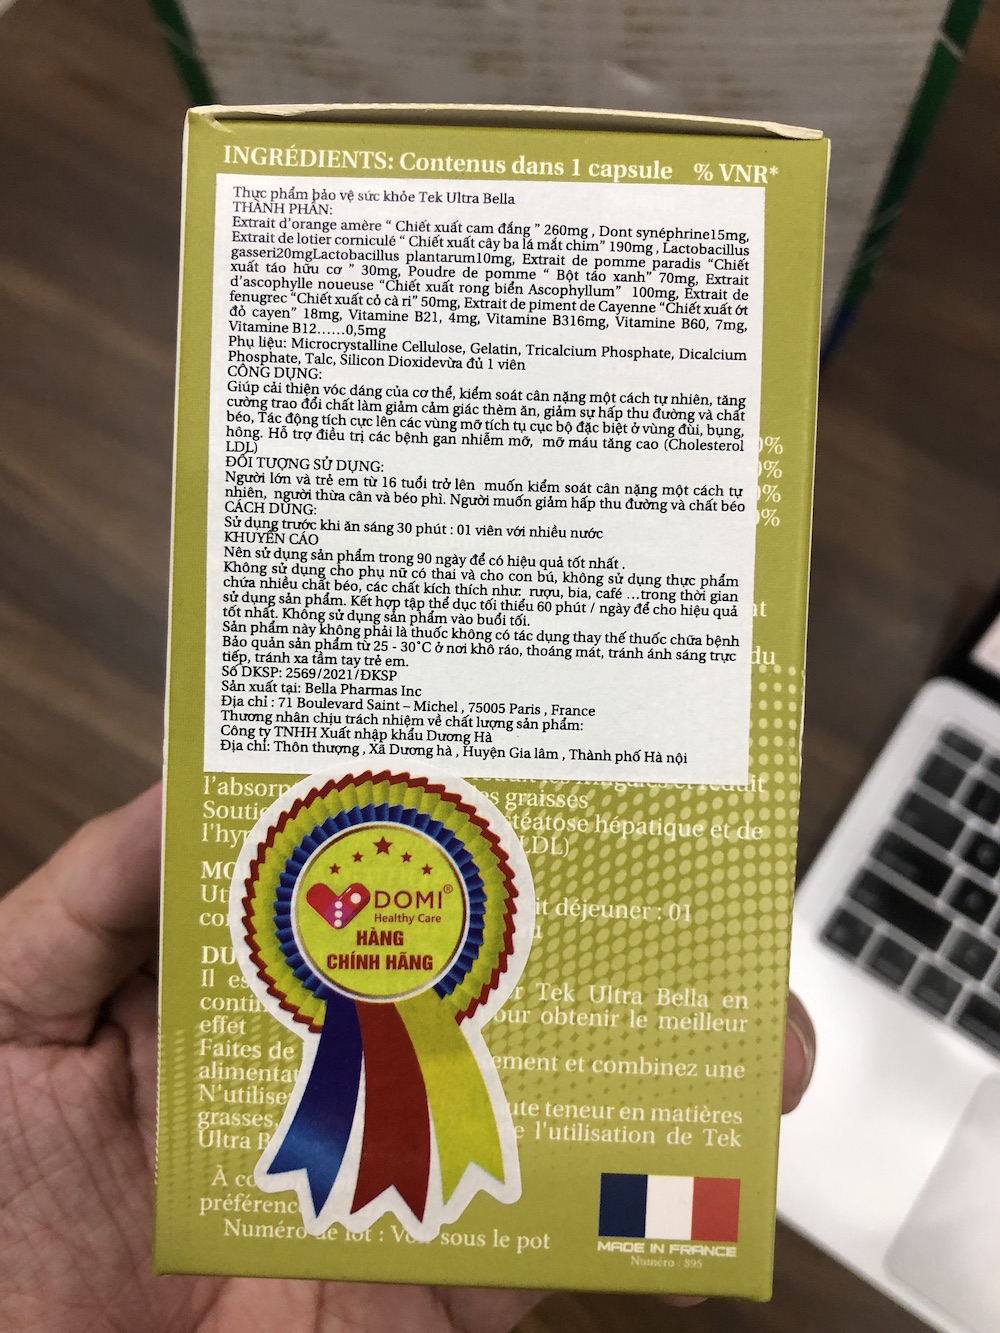 INGRÉDIENTS: Contenus dans 1 capsule % VNR*
Thực phẩm bảo vệ sức khỏe Tek Ultra Bella
THÀNH PHẦN:
Extrait d'orange amère “ Chiết xuất cam đắng ” 260mg , Dont synéphrine15mg,
Extrait de lotier corniculé “ Chiết xuất cây ba lá mắt chim” 190mg , Lactobacillus
gasseri20mgLactobacillus plantarum10mg, Extrait de pomme paradis “Chiết
xuất táo hữu cơ ” 30mg, Poudre de pomme “ Bột táo xanh” 70mg, Extrait
d'ascophylle noueuse “Chiết xuất rong biển Ascophyllum” 100mg, Extrait de
fenugrec “Chiết xuất cỏ cà ri” 50mg, Extrait de piment de Cayenne “Chiết xuất ớt
đỏ cayen” 18mg, Vitamine B21, 4mg, Vitamine B316mg, Vitamine B60, 7mg,
Vitamine B12......0,5mg
Phụ liệu: Microcrystalline Cellulose, Gelatin, Tricalcium Phosphate, Dicalcium
Phosphate, Talc, Silicon Dioxidevừa đủ 1 viên
CÔNG DỤNG:
Giúp cải thiện vóc dáng của cơ thể, kiểm soát cân nặng một cách tự nhiên, tăng
cường trao đổi chất làm giảm cảm giác thèm ăn, giảm sự hấp thu đường và chất
béo, Tác động tích cực lên các vùng mỡ tích tụ cục bộ đặc biệt ở vùng đùi, bụng,
hông. Hỗ trợ điều trị các bệnh gan nhiễm mỡ, mỡ máu tăng cao (Cholesterol
LDL)
0%
%
%
0%
ĐỐI TƯỢNG SỬ DỤNG:
Người lớn và trẻ em từ 16 tuổi trở lên muốn kiểm soát cân nặng một cách tự
nhiên, người thừa cân và béo phì. Người muốn giảm hấp thu đường và chất béo
CÁCH DÙNG:
Sử dụng trước khi ăn sáng 30 phút : 01 viên với nhiều nước
KHUYẾN CÁO
Nên sử dụng sản phẩm trong 90 ngày để có hiệu quả tốt nhất .
Không sử dụng cho phụ nữ có thai và cho con bú, không sử dụng thực phẩm
chứa nhiều chất béo, các chất kích thích như: rượu, bia, café ...trong thời gian
sử dụng sản phẩm. Kết hợp tập thể dục tối thiểu 60 phút / ngày để cho hiệu quả
tốt nhất. Không sử dụng sản phẩm vào buổi tối.
Sản phẩm này không phải là thuốc không có tác dụng thay thế thuốc chữa bệnh
Bảo quản sản phẩm từ 25 - 30°C ở nơi khô ráo, thoáng mát, tránh ánh sáng trực
tiếp, tránh xa tầm tay trẻ em.
du
Số DKSP: 2569/2021/ĐKSP
Sản xuất tại: Bella Pharmas Inc
Địa chỉ : 71 Boulevard Saint – Michel , 75005 Paris , France
Thương nhân chịu trách nhiệm về chất lượng sản phẩm:
Công ty TNHH Xuất nhập khẩu Dương Hà
Địa chỉ: Thôn thượng , Xã Dương hà , Huyện Gia lâm , Thành phố Hà nội
l'absorp es graisses
Soutie téatose hépatique et de
l'hyp LDL)
DOMI®
Healthy Care
HÀNG
CHÍNH HÃNG
MO
Uti it déjeuner : 01
co
DU
Il es r Tek Ultra Bella en
contin our obtenir le meilleur
effet
Faites de ement et combinez une
alimentat
N'utilise ute teneur en matières
grasses, e l'utilisation de Tek
Ultra B
À co
préférenc
Numéro de lot : Voir sous le pot
MADE IN FRANCE
Numéro : 895